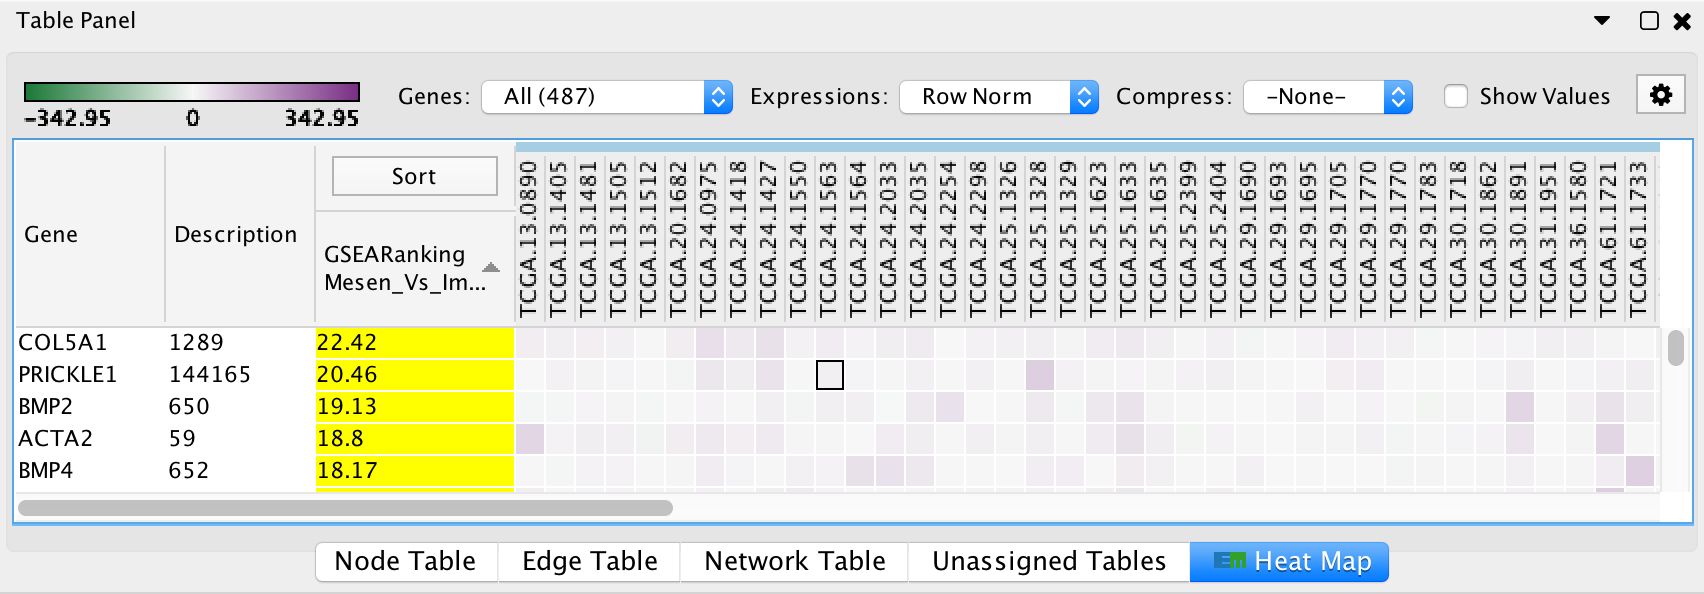 Table Panel
-342.95 0 342.95 Genes: All (487) Expressions: Row Norm Compress: -None- Show Values
Gene Description Sort
GSEARanking
Mesen_Vs_Im...
TCGA.13.0890
TCGA.13.1405
TCGA.13.1481
TCGA.13.1505
TCGA.13.1512
TCGA.20.1682
TCGA.24.0975
TCGA.24.1418
TCGA.24.1427
TCGA.24.1550
TCGA.24.1563
TCGA.24.1564
TCGA.24.2033
TCGA.24.2035
TCGA.24.2254
TCGA.24.2298
TCGA.25.1326
TCGA.25.1328
TCGA.25.1329
TCGA.25.1623
TCGA.25.1633
TCGA.25.1635
TCGA.25.2399
TCGA.25.2404
TCGA.29.1690
TCGA.29.1693
TCGA.29.1695
TCGA.29.1705
TCGA.29.1770
TCGA.29.1770
TCGA.29.1783
TCGA.30.1718
TCGA.30.1862
TCGA.30.1891
TCGA.31.1951
TCGA.36.1580
TCGA.61.1721
TCGA.61.1733
COL5A1 1289 22.42
PRICKLE1 144165 20.46
BMP2 650 19.13
ACTA2 59 18.8
BMP4 652 18.17
Node Table Edge Table Network Table Unassigned Tables EM Heat Map